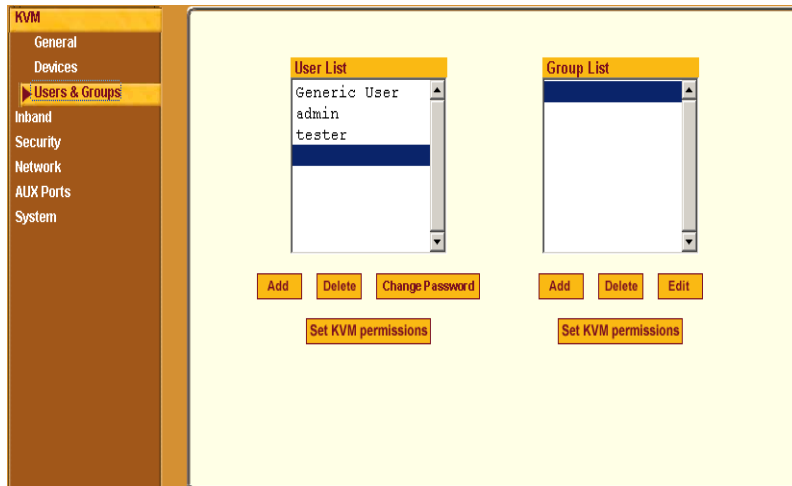 KVM
General
Devices
Users & Groups
Inband
Security
Network
AUX Ports
System
User List
Generic User
admin
tester
Add
Delete
Change Password
Set KVM permissions
Group List
Add
Delete
Edit
Set KVM permissions